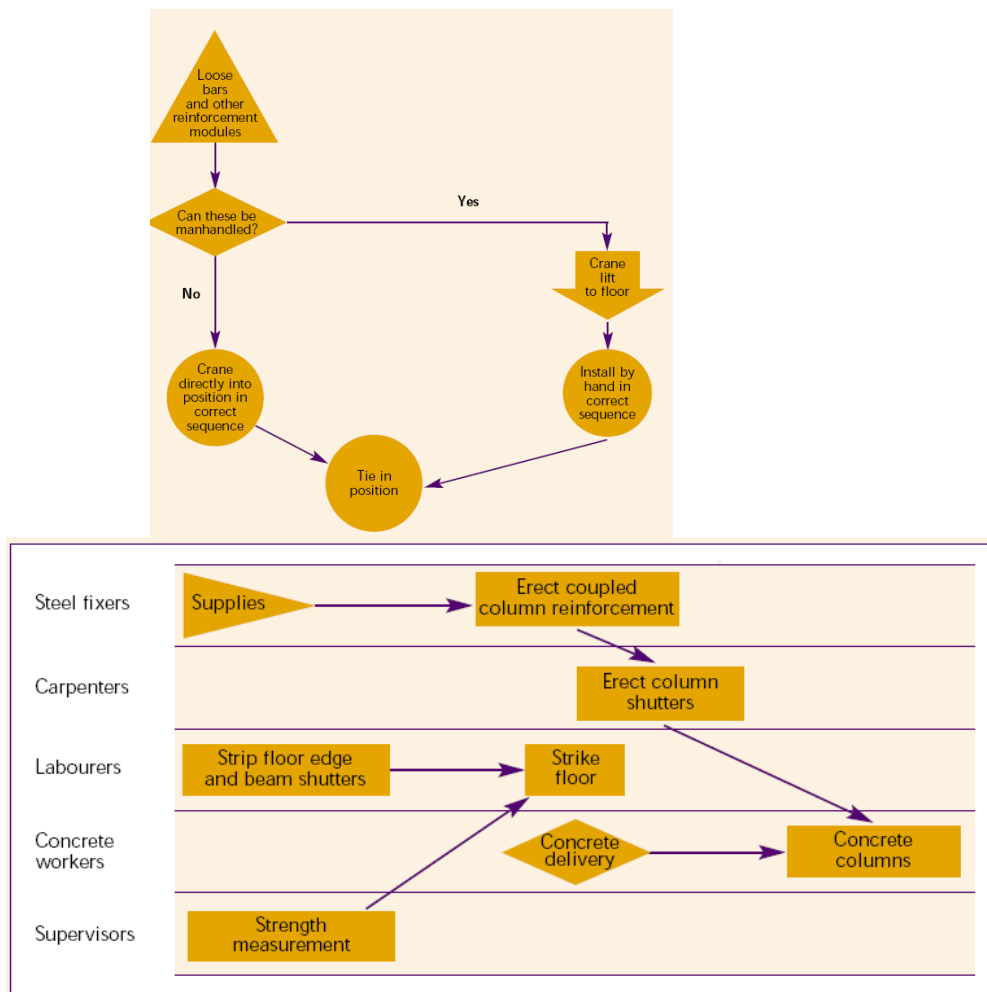 Loose
bars
and other
reinforcement
modules
Can these be
manhandled?
Yes
No
Crane
lift
to floor
Crane
directly into
position in
correct
sequence
Install by
hand in
correct
sequence
Tie in
position
Steel fixers
Supplies
Erect coupled
column reinforcement
Carpenters
Erect column
shutters
Labourers
Strip floor edge
and beam shutters
Strike
floor
Concrete
workers
Concrete
delivery
Concrete
columns
Supervisors
Strength
measurement